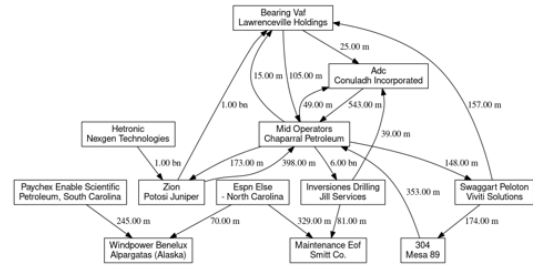 Bearing Vaf
Lawrenceville Holdings
25.00 m
Adc
Conuladh Incorporated
15.00 m
105.00 m
1.00 bn
49.00 m
543.00 m
157.00 m
Hetronic
Nexgen Technologies
Mid Operators
Chaparral Petroleum
39.00 m
1.00 bn
173.00 m
398.00 m
6.00 bn
148.00 m
Paychex Enable Scientific
Petroleum, South Carolina
Zion
Potosi Juniper
Espn Else
- North Carolina
Inversiones Drilling
Jill Services
353.00 m
Swaggart Peloton
Viviti Solutions
245.00 m
70.00 m
329.00 m
81.00 m
174.00 m
Windpower Benelux
Alpargatas (Alaska)
Maintenance Eof
Smitt Co.
304
Mesa 89